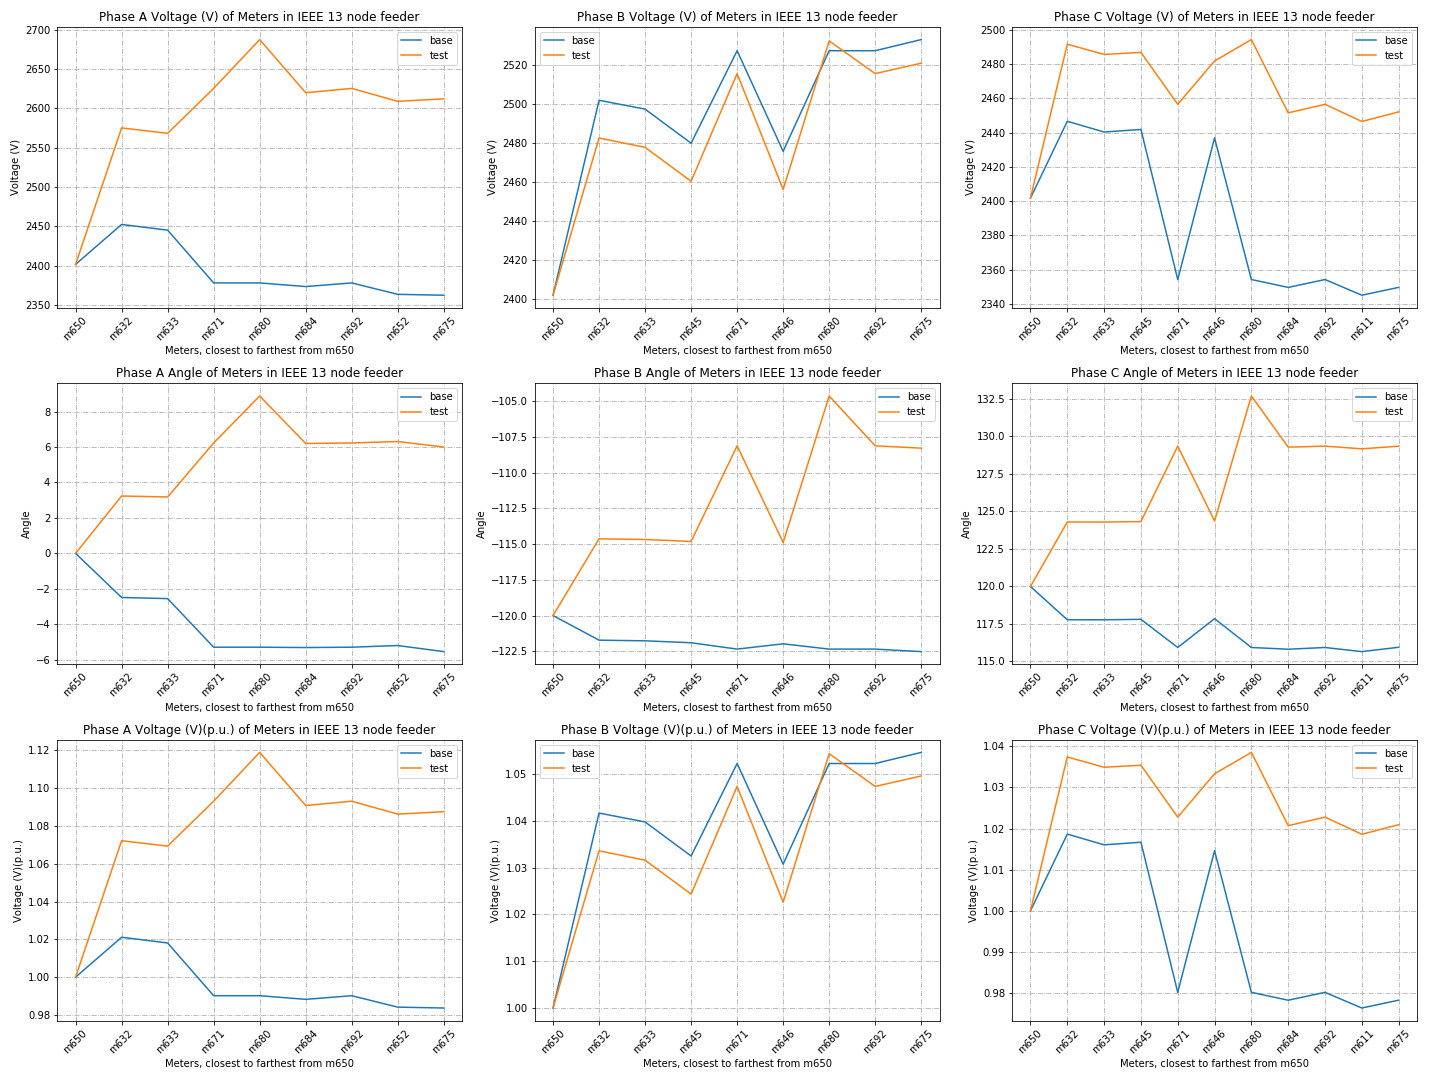 Phase A Voltage (V) of Meters in IEEE 13 node feeder
base
test
2700
2650
2600
2550
2500
2450
2400
2350
Voltage (V)
m650
m632
m633
m671
m680
m684
m692
m652
m675
Meters, closest to farthest from m650
Phase B Voltage (V) of Meters in IEEE 13 node feeder
base
test
2520
2500
2480
2460
2440
2420
2400
Voltage (V)
m650
m632
m633
m645
m671
m646
m680
m692
m675
Meters, closest to farthest from m650
Phase C Voltage (V) of Meters in IEEE 13 node feeder
base
test
2500
2480
2460
2440
2420
2400
2380
2360
2340
Voltage (V)
m650
m632
m633
m645
m671
m646
m680
m684
m692
m611
m675
Meters, closest to farthest from m650
Phase A Angle of Meters in IEEE 13 node feeder
base
test
8
6
4
2
0
−2
−4
−6
Angle
m650
m632
m633
m671
m680
m684
m692
m652
m675
Meters, closest to farthest from m650
Phase B Angle of Meters in IEEE 13 node feeder
base
test
−105.0
−107.5
−110.0
−112.5
−115.0
−117.5
−120.0
−122.5
Angle
m650
m632
m633
m645
m671
m646
m680
m692
m675
Meters, closest to farthest from m650
Phase C Angle of Meters in IEEE 13 node feeder
base
test
132.5
130.0
127.5
125.0
122.5
120.0
117.5
115.0
Angle
m650
m632
m633
m645
m671
m646
m680
m684
m692
m611
m675
Meters, closest to farthest from m650
Phase A Voltage (V)(p.u.) of Meters in IEEE 13 node feeder
base
test
1.12
1.10
1.08
1.06
1.04
1.02
1.00
0.98
Voltage (V)(p.u.)
m650
m632
m633
m671
m680
m684
m692
m652
m675
Meters, closest to farthest from m650
Phase B Voltage (V)(p.u.) of Meters in IEEE 13 node feeder
base
test
1.05
1.04
1.03
1.02
1.01
1.00
Voltage (V)(p.u.)
m650
m632
m633
m645
m671
m646
m680
m692
m675
Meters, closest to farthest from m650
Phase C Voltage (V)(p.u.) of Meters in IEEE 13 node feeder
base
test
1.04
1.03
1.02
1.01
1.00
0.99
0.98
Voltage (V)(p.u.)
m650
m632
m633
m645
m671
m646
m680
m684
m692
m611
m675
Meters, closest to farthest from m650